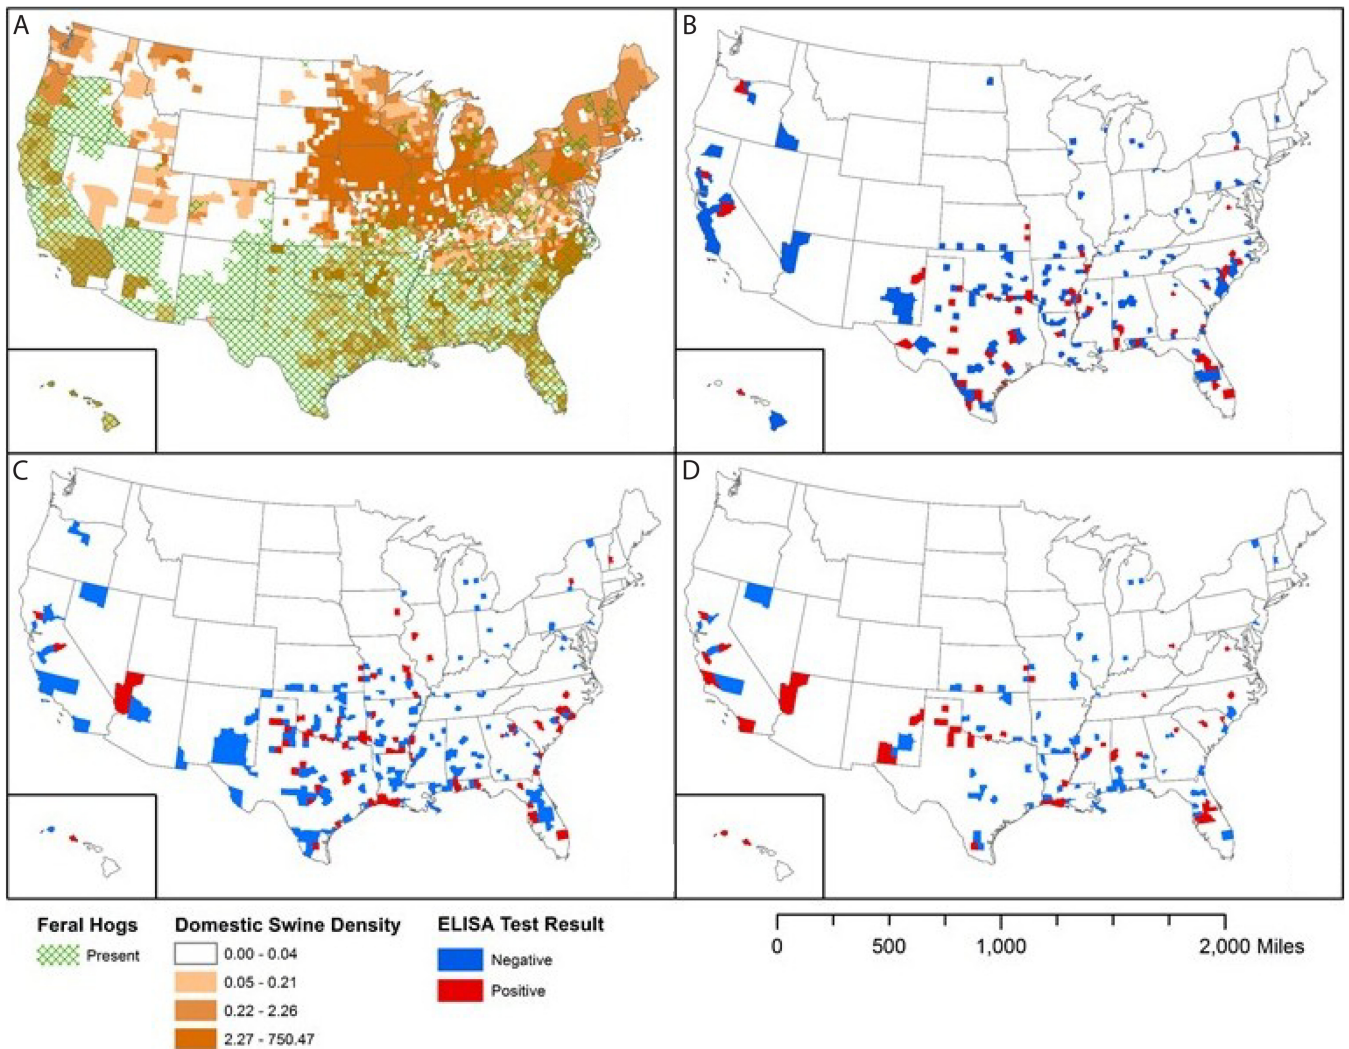 A
B
C
D
Feral Hogs
Present
Domestic Swine Density
0.00 - 0.04
0.05 - 0.21
0.22 - 2.26
2.27 - 750.47
ELISA Test Result
Negative
Positive
0 500 1,000 2,000 Miles